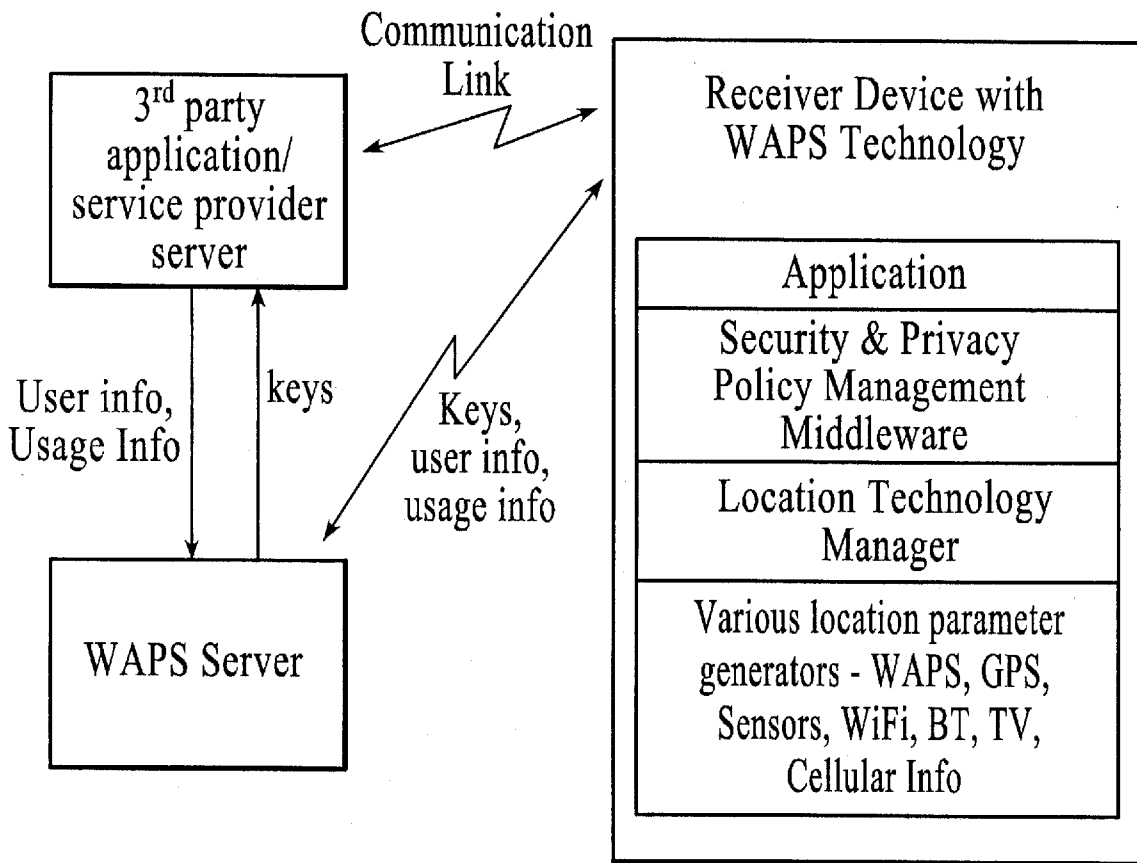 Communication
Link
3rd party
application/
service provider
server
User info,
Usage Info
keys
Keys,
user info,
usage info
WAPS Server
Receiver Device with
WAPS Technology
Application
Security & Privacy
Policy Management
Middleware
Location Technology
Manager
Various location parameter
generators - WAPS, GPS,
Sensors, WiFi, BT, TV,
Cellular Info